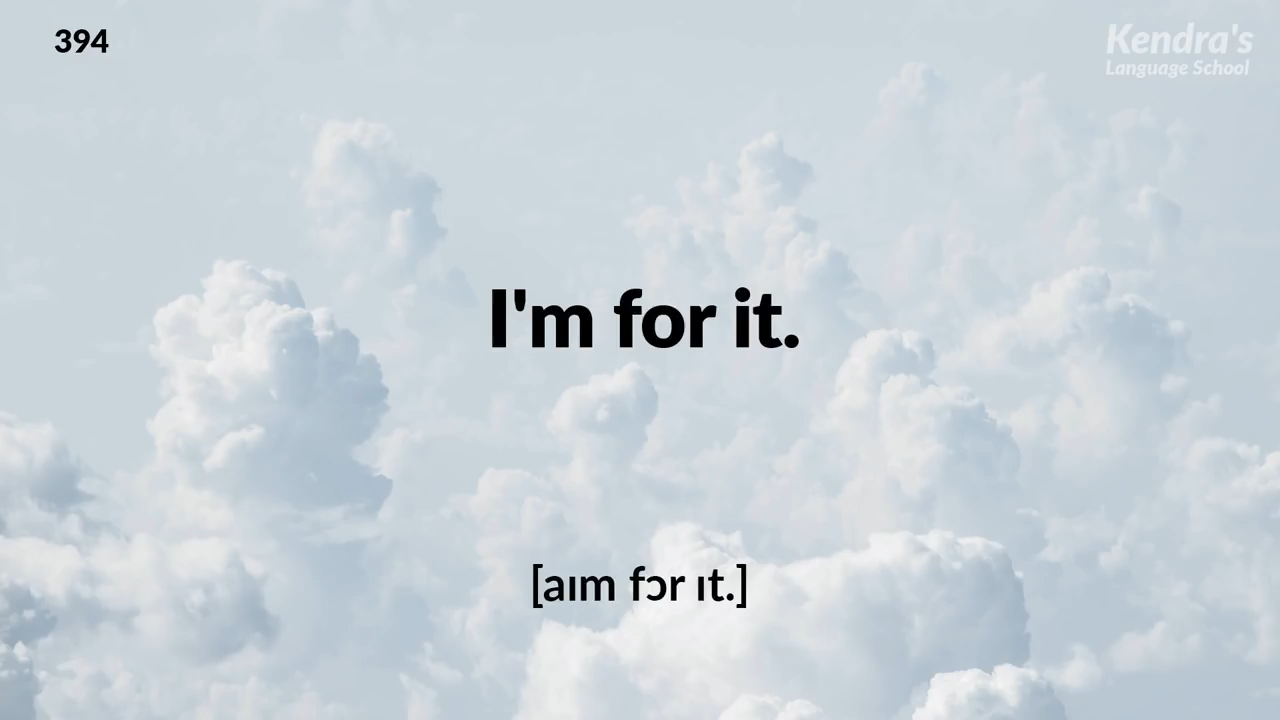 394
Kendra's
Language School
I'm for it.
[aɪm fɔr ɪt.]